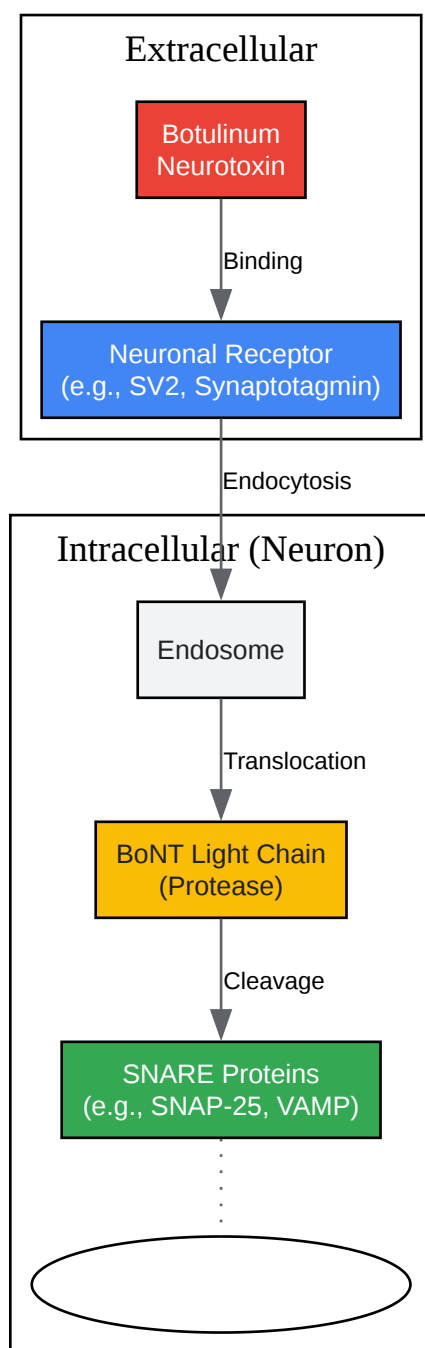 Extracellular
Botulinum
Neurotoxin
Binding
Neuronal Receptor
(e.g., SV2, Synaptotagmin)
Endocytosis
Intracellular (Neuron)
Endosome
Translocation
BoNT Light Chain
(Protease)
Cleavage
SNARE Proteins
(e.g., SNAP-25, VAMP)